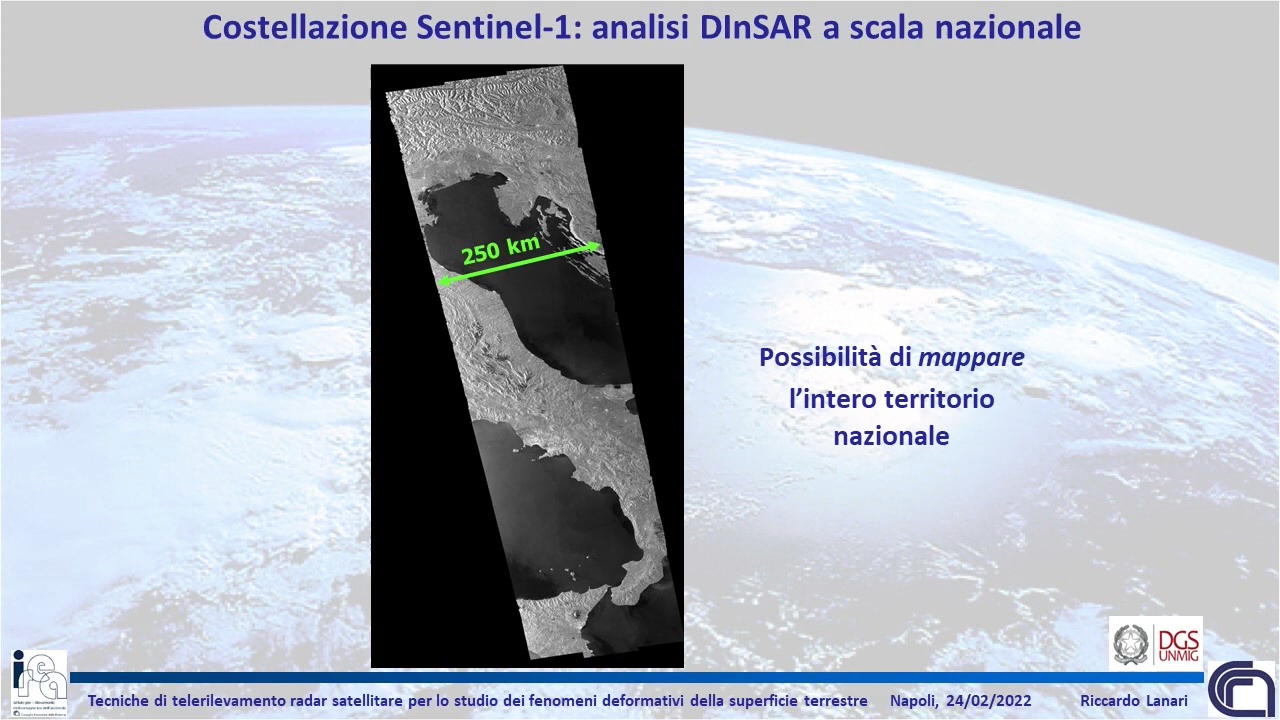 Costellazione Sentinel-1: analisi DInSAR a scala nazionale
250 km
Possibilità di mappare
l’intero territorio
nazionale
DGS
UNMIG
Tecniche di telerilevamento radar satellitare per lo studio dei fenomeni deformativi della superficie terrestre Napoli, 24/02/2022 Riccardo Lanari